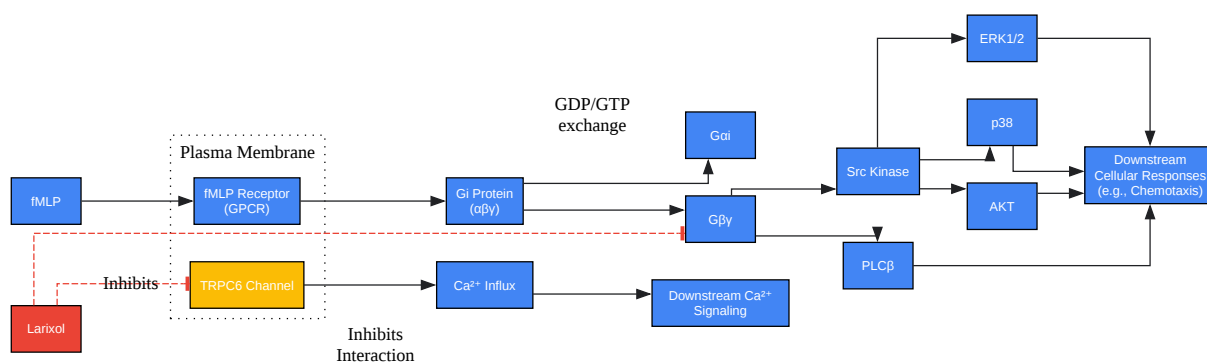 ERK1/2
GDP/GTP
exchange
Gαi
p38
Plasma Membrane
Src Kinase
Downstream
Cellular Responses
(e.g., Chemotaxis)
fMLP
fMLP Receptor
(GPCR)
Gi Protein
(αβγ)
Gβγ
AKT
PLCβ
Inhibits
TRPC6 Channel
Ca²⁺ Influx
Downstream Ca²⁺
Signaling
Larixol
Inhibits
Interaction